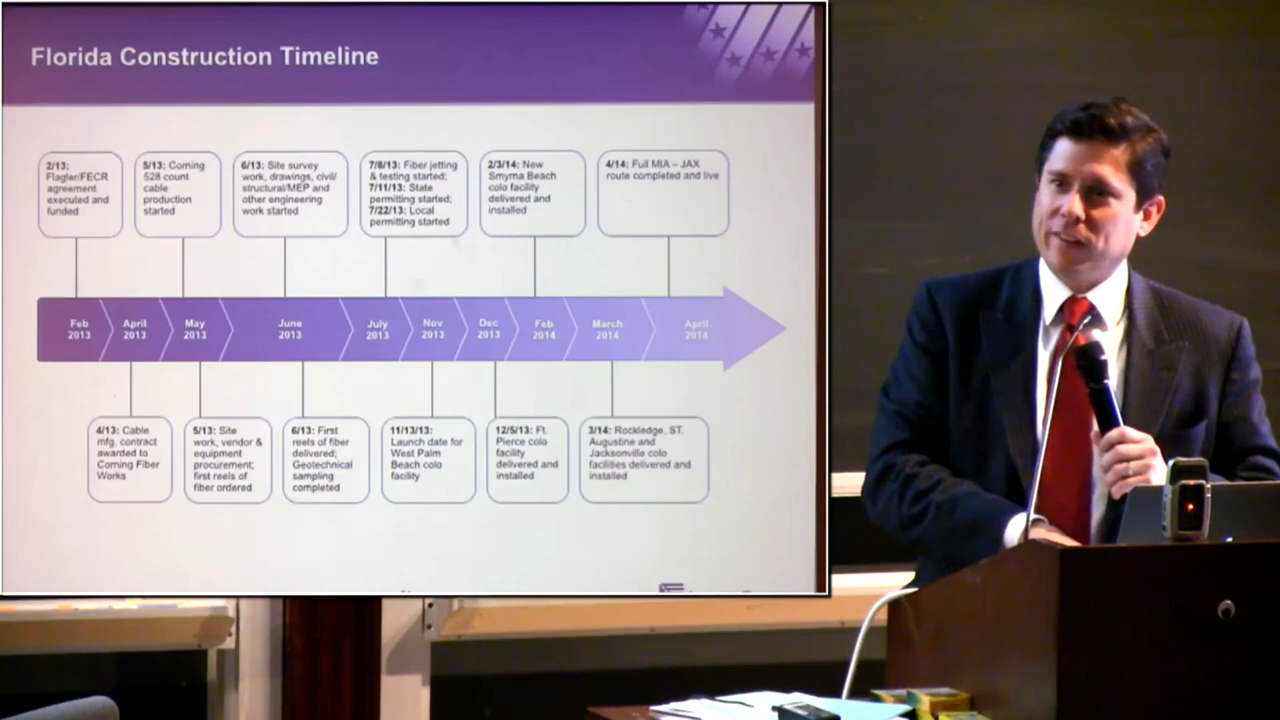 Florida Construction Timeline
2/13:
Flagler/FECR
agreement
executed and
funded
5/13: Corning
528 count
cable
production
started
6/13: Site survey
work, drawings, civil/
structural/MEP and
other engineering
work started
7/8/13: Fiber jetting
& testing started;
7/11/13: State
permitting started;
7/22/13: Local
permitting started
2/3/14: New
Smyrna Beach
colo facility
delivered and
installed
4/14: Full MIA – JAX
route completed and live
Feb
2013
April
2013
May
2013
June
2013
July
2013
Nov
2013
Dec
2013
Feb
2014
March
2014
April
2014
4/13: Cable
mfg. contract
awarded to
Corning Fiber
Works
5/13: Site
work, vendor &
equipment
procurement;
first reels of
fiber ordered
6/13: First
reels of fiber
delivered;
Geotechnical
sampling
completed
11/13/13:
Launch date for
West Palm
Beach colo
facility
12/5/13: Ft.
Pierce colo
facility
delivered and
installed
3/14: Rockledge, ST.
Augustine and
Jacksonville colo
facilities delivered and
installed